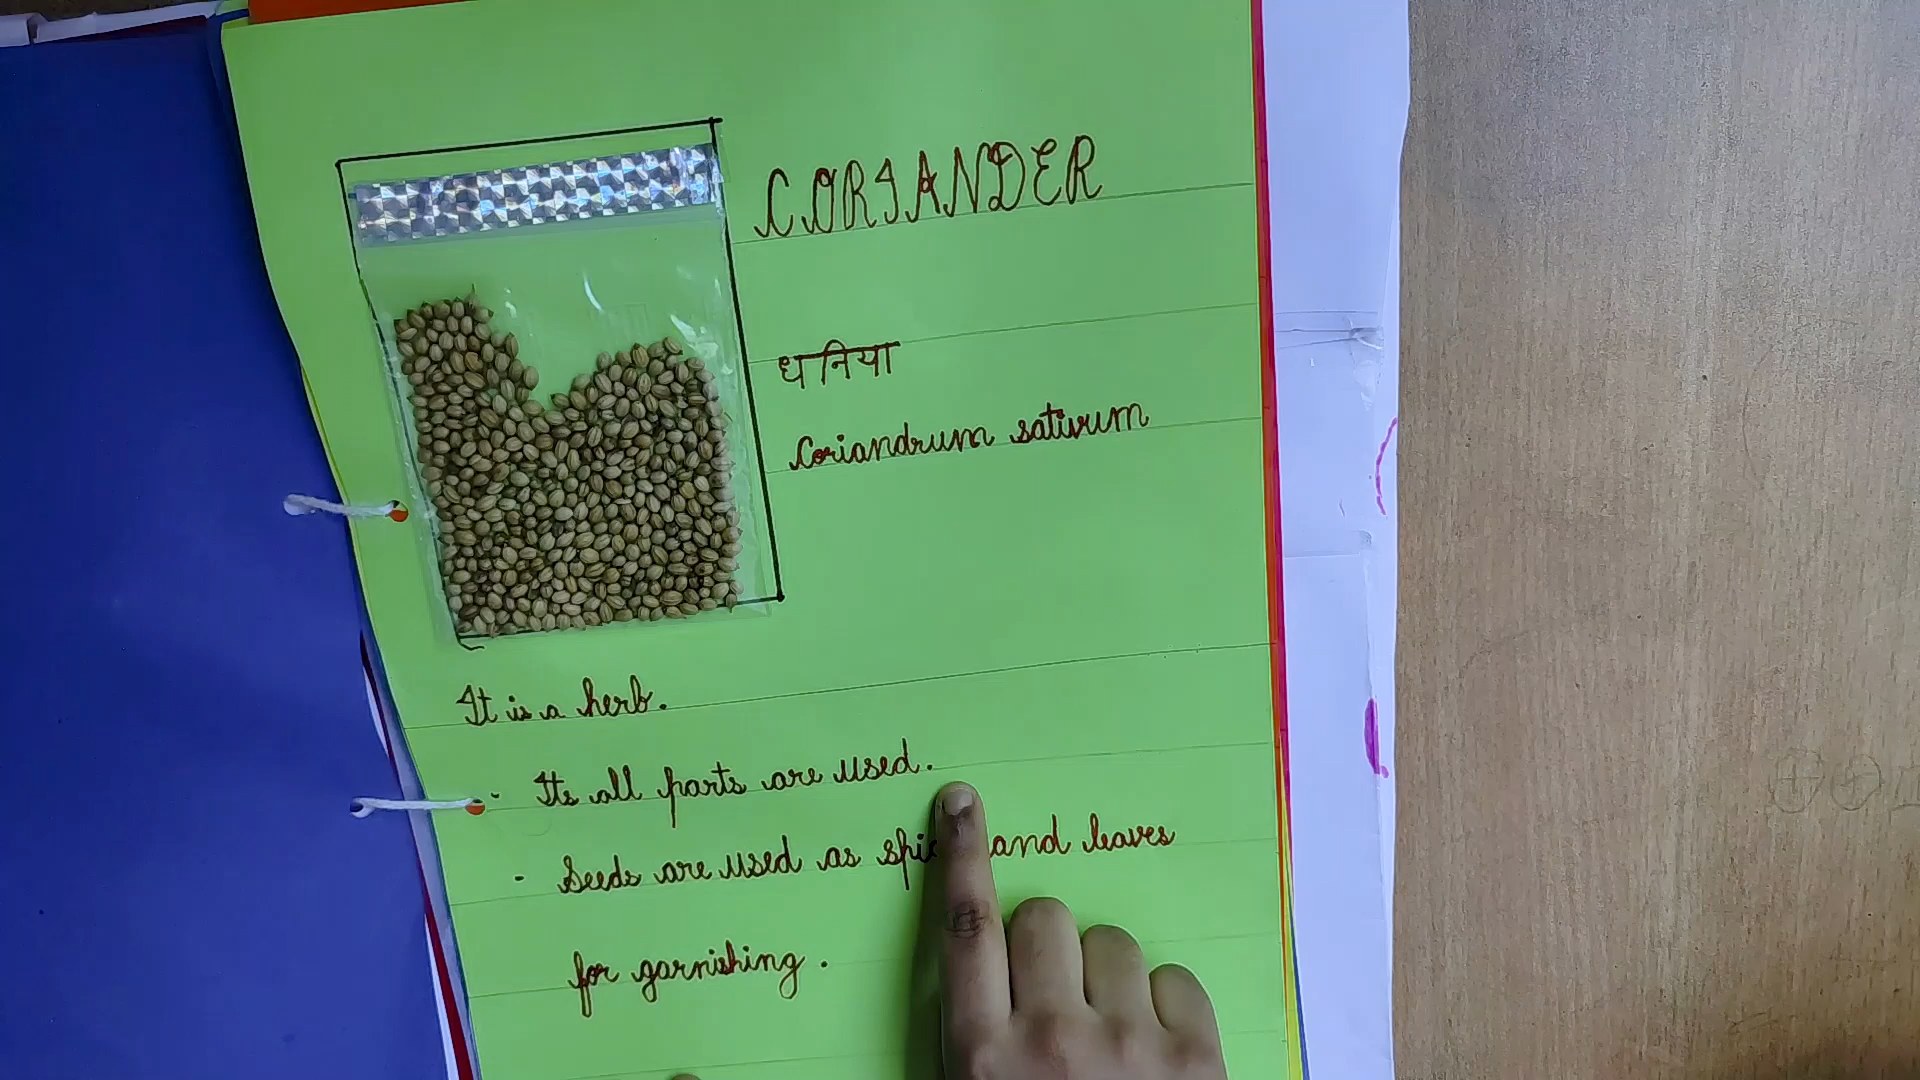 CORIANDER
धनिया
Coriandrum sativum
It is a herb.
- Its all parts are used.
- Seeds are used as and leaves
for garnishing.